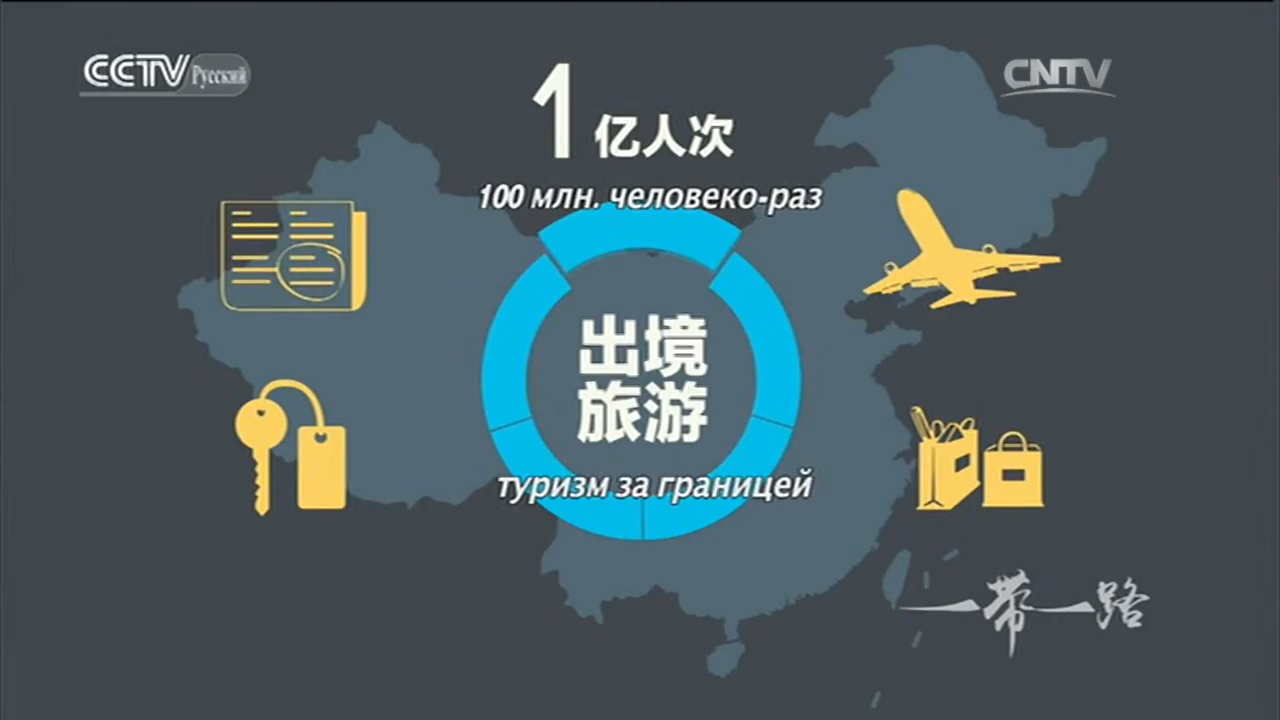 CCTV Русский
CNTV
1亿人次
100 млн. человеко-раз
出境
旅游
туризм за границей
一带一路